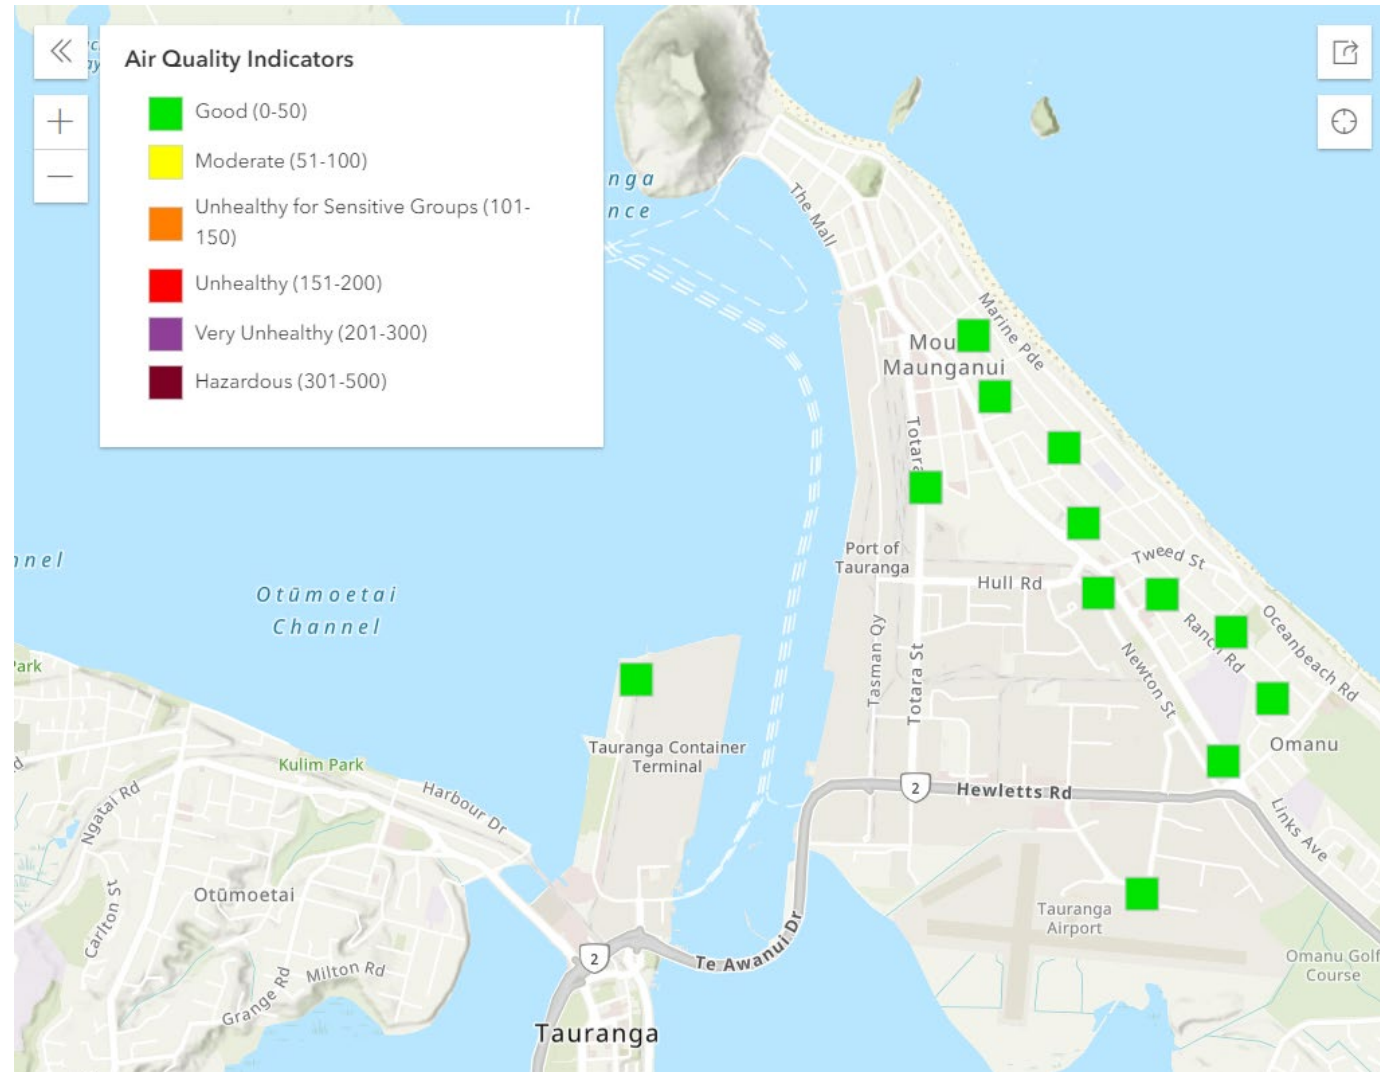 Air Quality Indicators
Good (0-50)
Moderate (51-100)
Unhealthy for Sensitive Groups (101-
150)
Unhealthy (151-200)
Very Unhealthy (201-300)
Hazardous (301-500)
The Mall
Marine Pde
Maunganui
Totara
Port of
Tauranga
Tweed St
Hull Rd
Otūmoetai
Channel
Ranch Rd
Oceanbeach Rd
Newton St
Tasman Qy
Totara St
Park
Tauranga Container
Terminal
Omanu
Kulim Park
Hewletts Rd
2
Harbour Dr
Ngatai Rd
Links Ave
Otūmoetai
Carlton St
Tauranga
Airport
Te Awanui Dr
2
Milton Rd
Grange Rd
Omanu Golf
Course
Tauranga